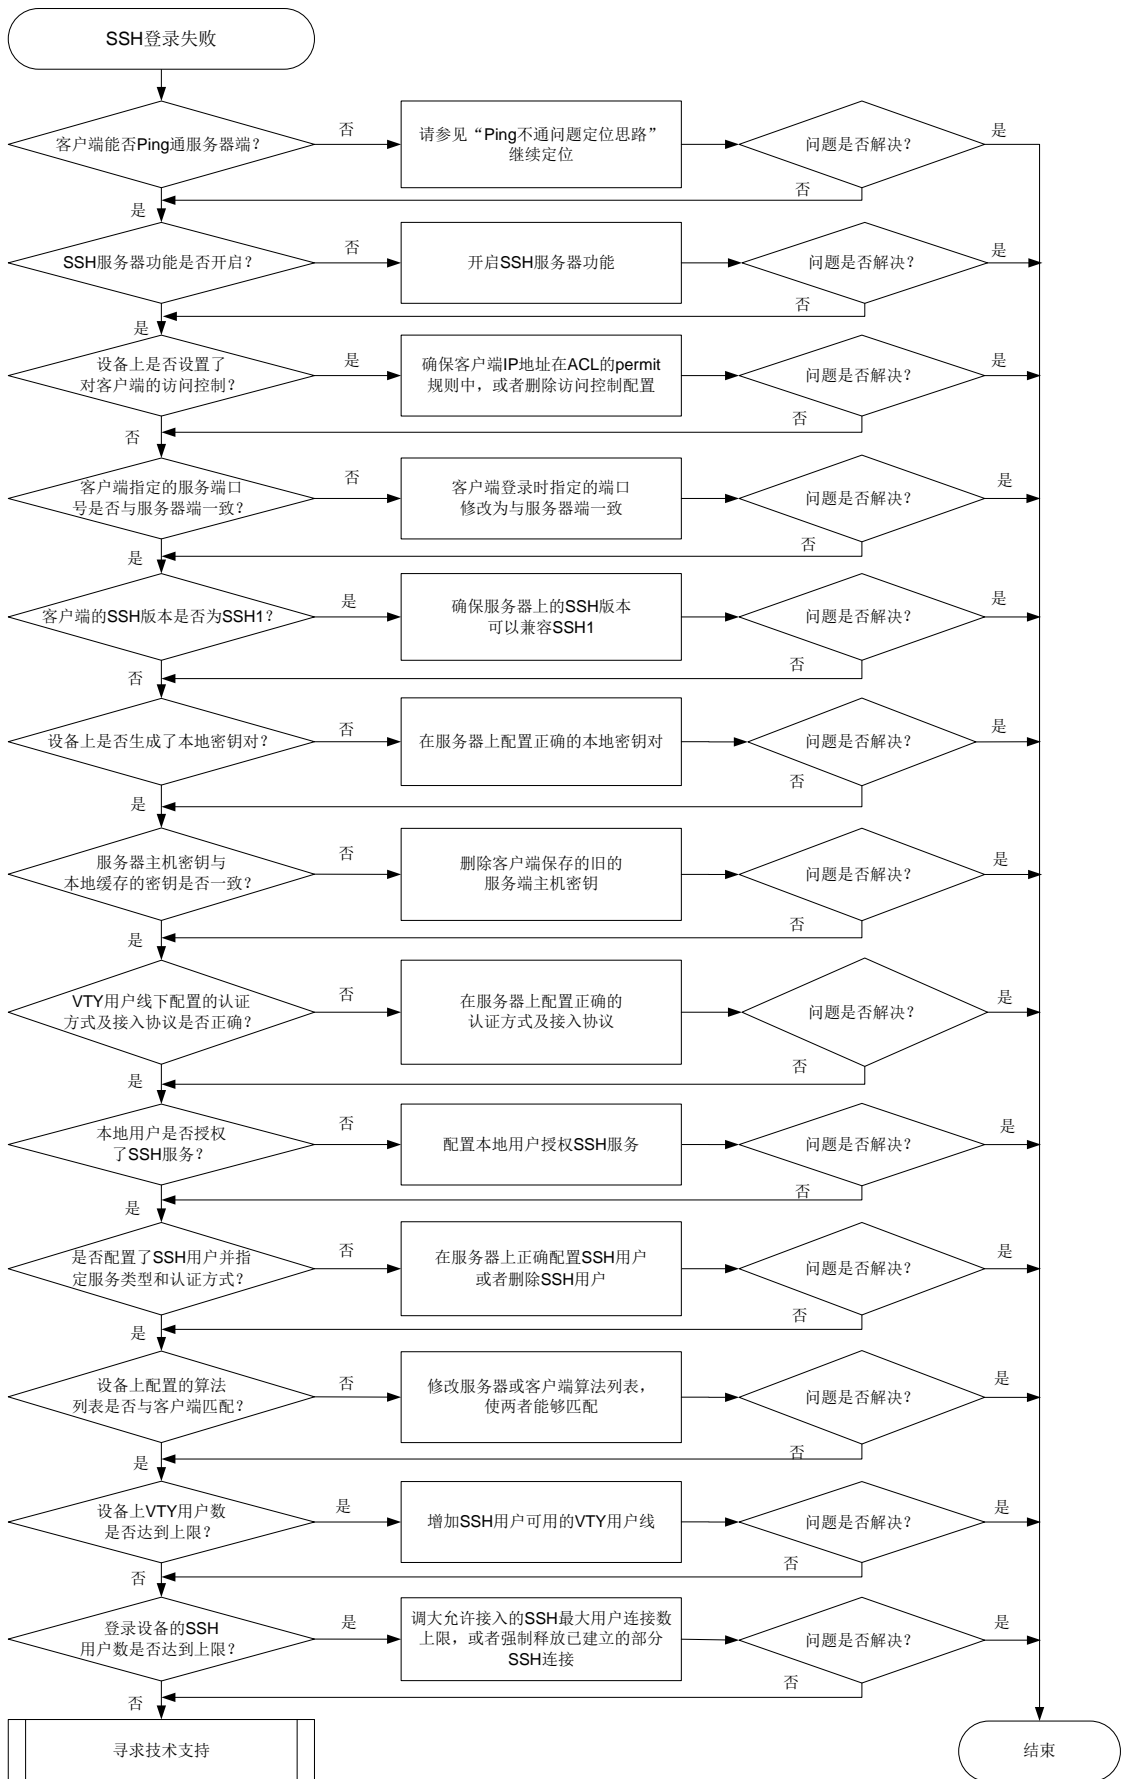 SSH登录失败
客户端能否Ping通服务器端？
否
请参见“Ping不通问题定位思路”
继续定位
问题是否解决？
是
否
是
SSH服务器功能是否开启？
否
开启SSH服务器功能
问题是否解决？
是
否
是
设备上是否设置了
对客户端的访问控制？
是
确保客户端IP地址在ACL的permit
规则中，或者删除访问控制配置
问题是否解决？
是
否
否
客户端指定的服务端口
号是否与服务器端一致？
否
客户端登录时指定的端口
修改为与服务器端一致
问题是否解决？
是
否
是
客户端的SSH版本是否为SSH1？
是
确保服务器上的SSH版本
可以兼容SSH1
问题是否解决？
是
否
否
设备上是否生成了本地密钥对？
否
在服务器上配置正确的本地密钥对
问题是否解决？
是
否
是
服务器主机密钥与
本地缓存的密钥是否一致？
否
删除客户端保存的旧的
服务端主机密钥
问题是否解决？
是
否
是
VTY用户线下配置的认证
方式及接入协议是否正确？
否
在服务器上配置正确的
认证方式及接入协议
问题是否解决？
是
否
是
本地用户是否授权
了SSH服务？
否
配置本地用户授权SSH服务
问题是否解决？
是
否
是
是否配置了SSH用户并指
定服务类型和认证方式？
否
在服务器上正确配置SSH用户
或者删除SSH用户
问题是否解决？
是
否
是
设备上配置的算法
列表是否与客户端匹配？
否
修改服务器或客户端算法列表，
使两者能够匹配
问题是否解决？
是
否
是
设备上VTY用户数
是否达到上限？
是
增加SSH用户可用的VTY用户线
问题是否解决？
是
否
否
登录设备的SSH
用户数是否达到上限？
是
调大允许接入的SSH最大用户连接数
上限，或者强制释放已建立的部分
SSH连接
问题是否解决？
是
否
否
寻求技术支持
结束